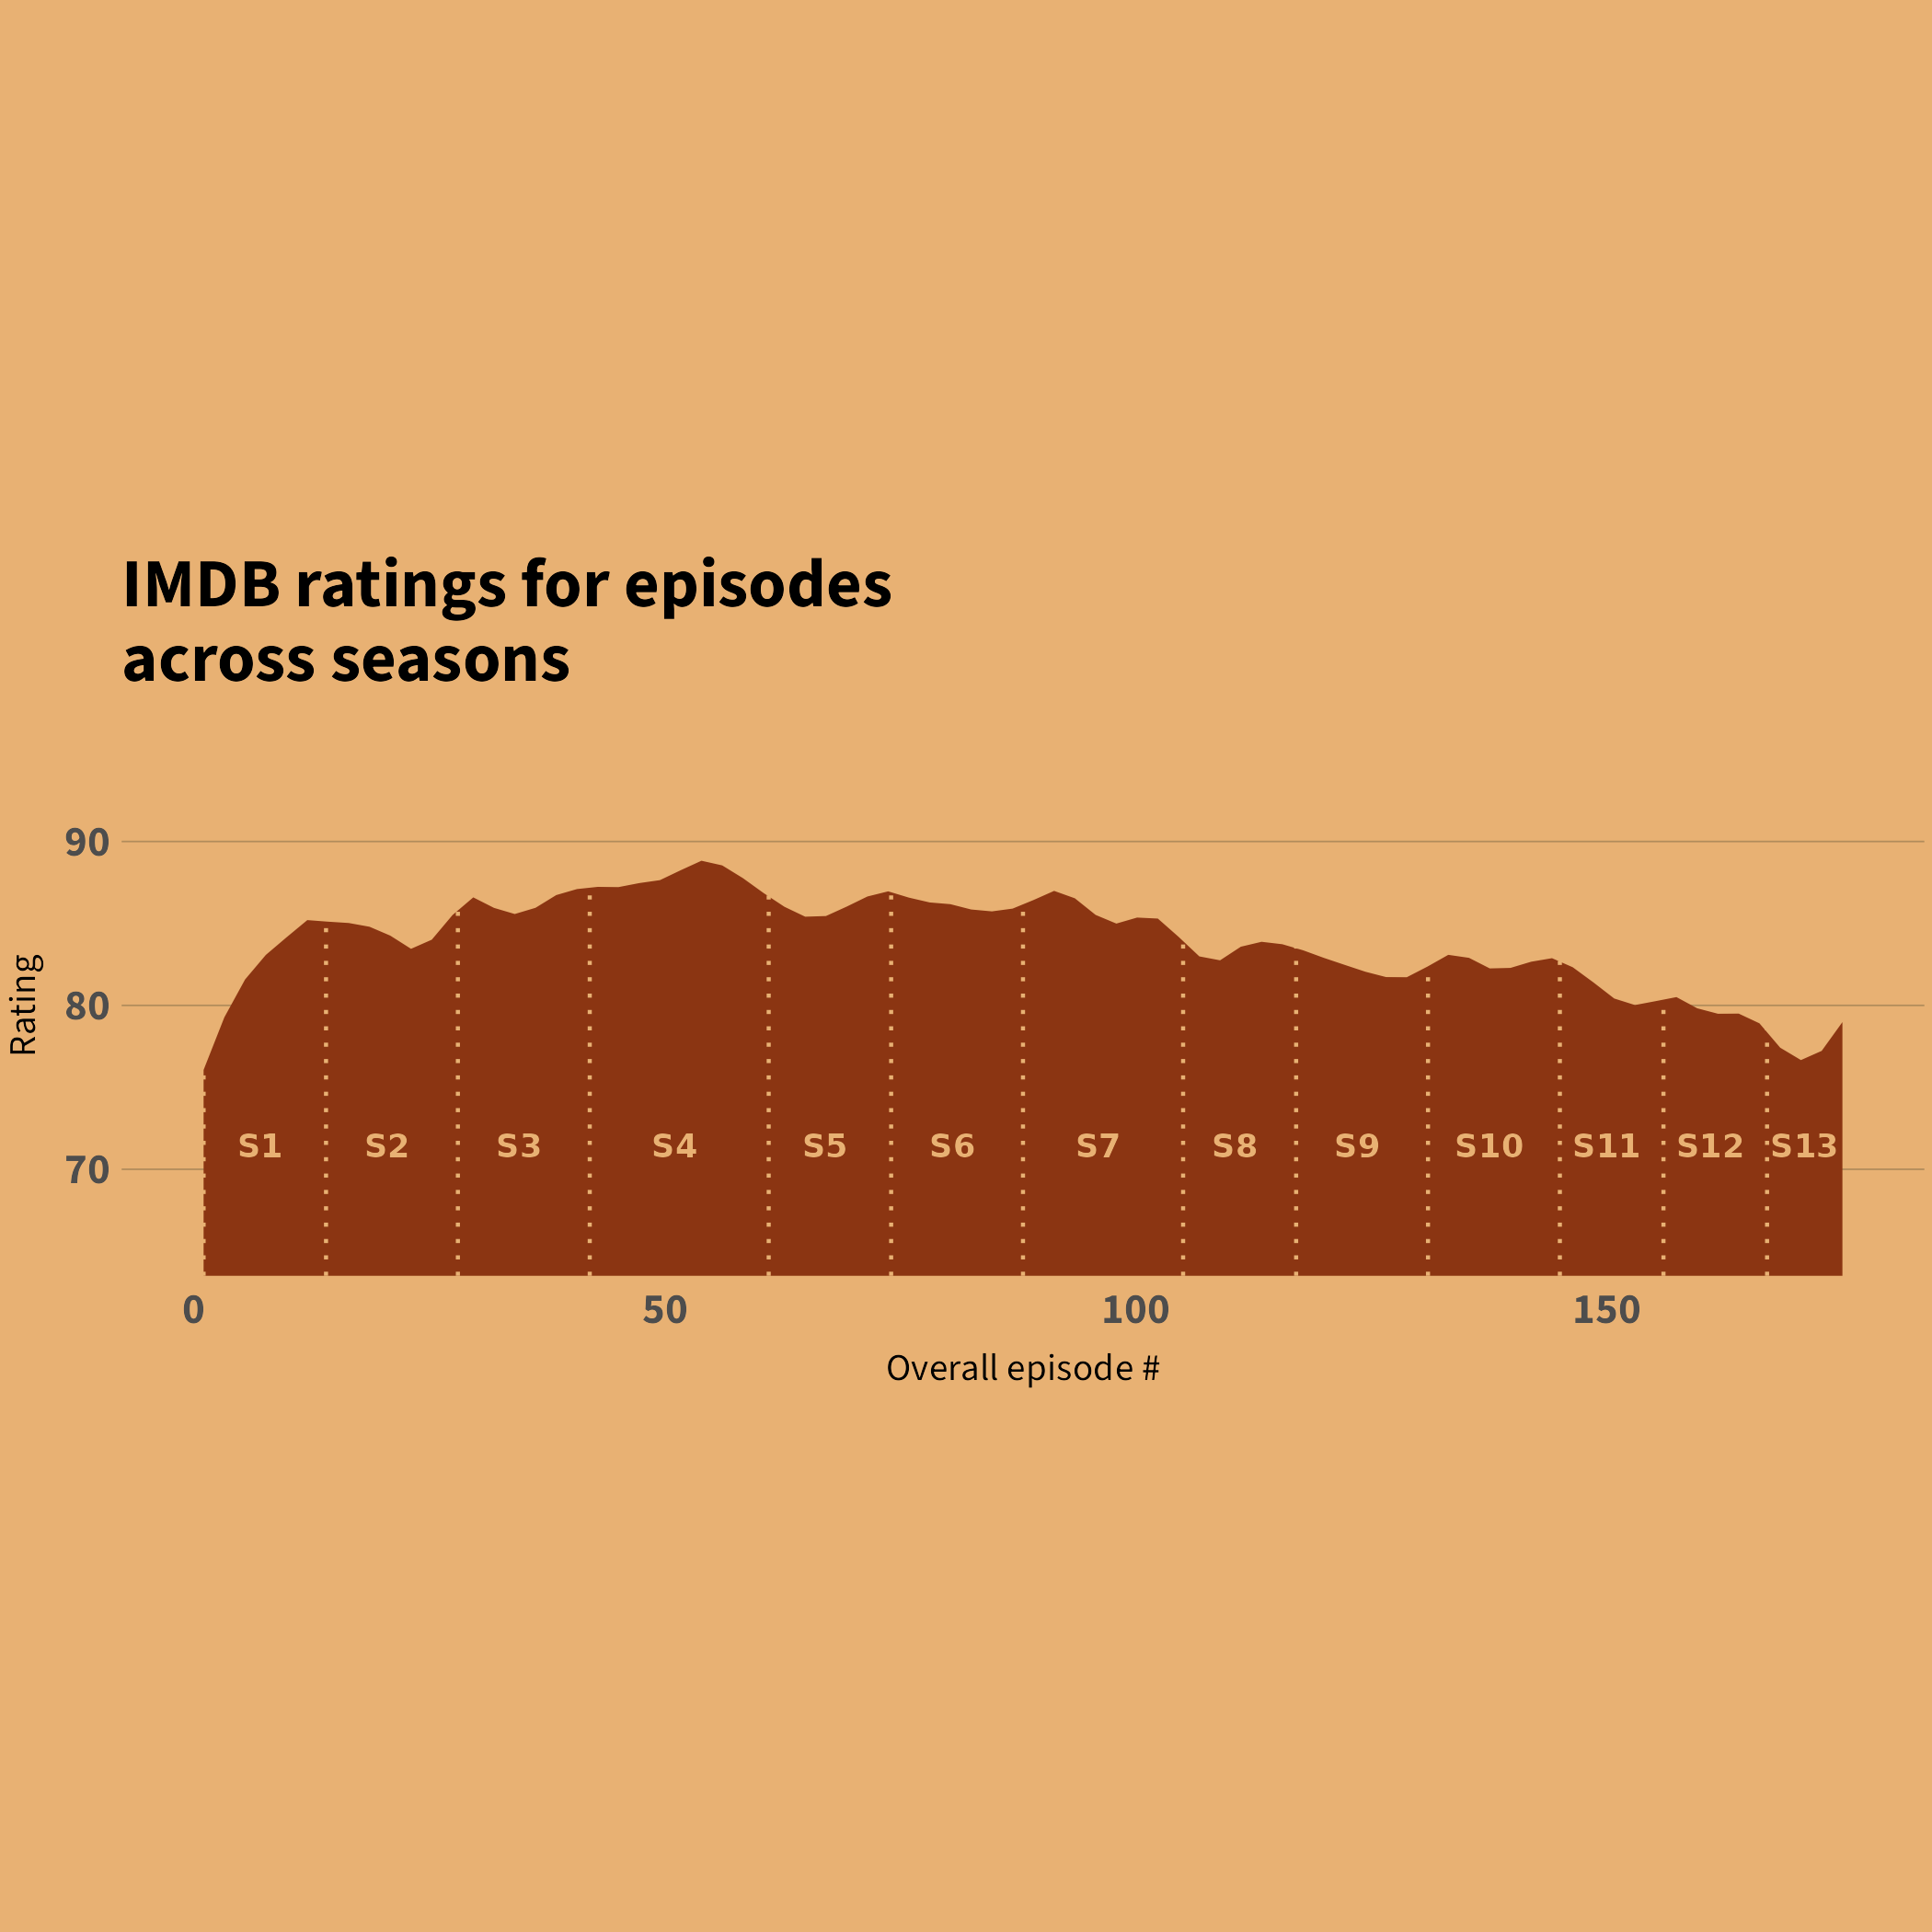 IMDB ratings for episodes
across seasons
90
80
70
Rating
S1 S2 S3 S4 S5 S6 S7 S8 S9 S10 S11 S12 S13
0 50 100 150
Overall episode #